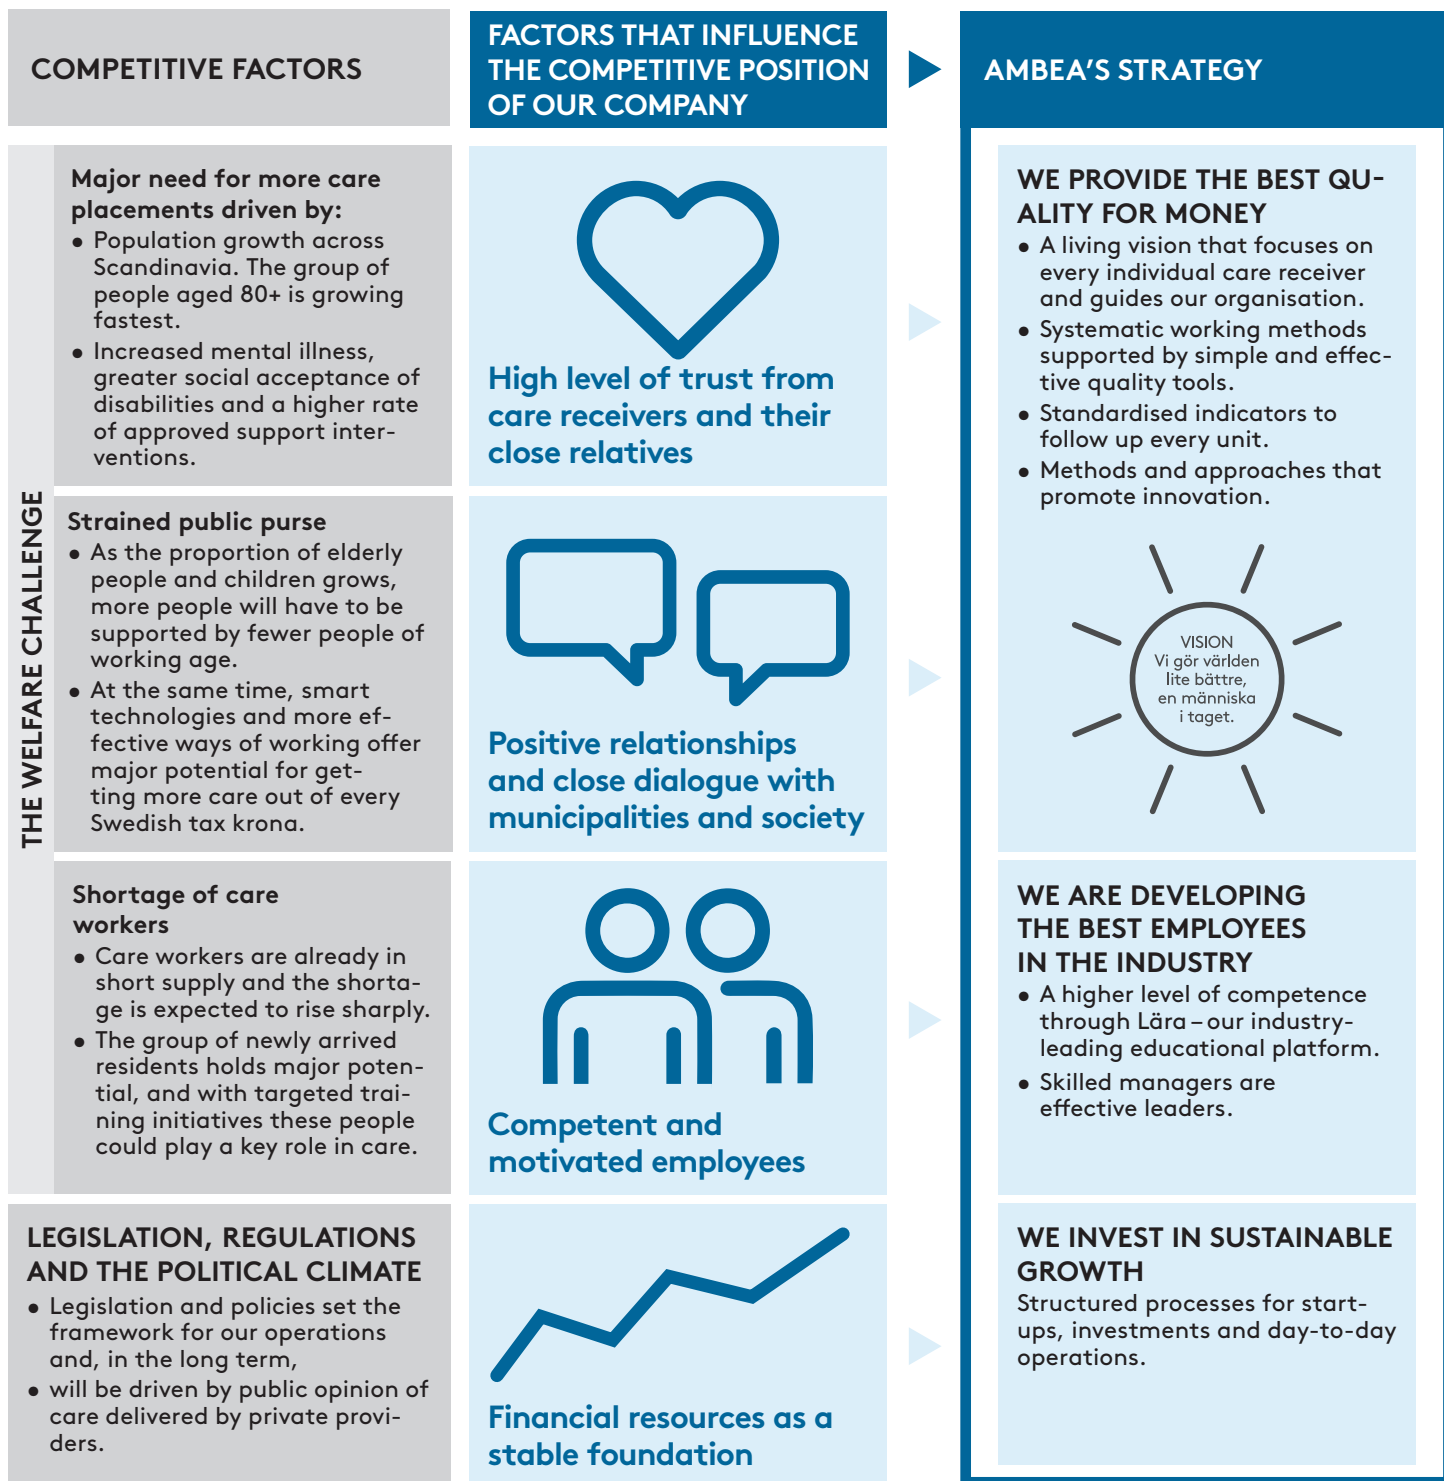 COMPETITIVE FACTORS
FACTORS THAT INFLUENCE
THE COMPETITIVE POSITION
OF OUR COMPANY
AMBEA'S STRATEGY
THE WELFARE CHALLENGE
Major need for more care
placements driven by:
• Population growth across
Scandinavia. The group of
people aged 80+ is growing
fastest.
• Increased mental illness,
greater social acceptance of
disabilities and a higher rate
of approved support inter-
ventions.
Strained public purse
• As the proportion of elderly
people and children grows,
more people will have to be
supported by fewer people of
working age.
• At the same time, smart
technologies and more ef-
fective ways of working offer
major potential for get-
ting more care out of every
Swedish tax krona.
Shortage of care
workers
• Care workers are already in
short supply and the shorta-
ge is expected to rise sharply.
• The group of newly arrived
residents holds major poten-
tial, and with targeted trai-
ning initiatives these people
could play a key role in care.
LEGISLATION, REGULATIONS
AND THE POLITICAL CLIMATE
• Legislation and policies set the
framework for our operations
and, in the long term,
• will be driven by public opinion of
care delivered by private provi-
ders.
High level of trust from
care receivers and their
close relatives
Positive relationships
and close dialogue with
municipalities and society
Competent and
motivated employees
Financial resources as a
stable foundation
WE PROVIDE THE BEST QU-
ALITY FOR MONEY
• A living vision that focuses on
every individual care receiver
and guides our organisation.
• Systematic working methods
supported by simple and effec-
tive quality tools.
• Standardised indicators to
follow up every unit.
• Methods and approaches that
promote innovation.
VISION
Vi gör världen
lite bättre,
en människa
i taget.
WE ARE DEVELOPING
THE BEST EMPLOYEES
IN THE INDUSTRY
• A higher level of competence
through Lära – our industry-
leading educational platform.
• Skilled managers are
effective leaders.
WE INVEST IN SUSTAINABLE
GROWTH
Structured processes for start-
ups, investments and day-to-day
operations.